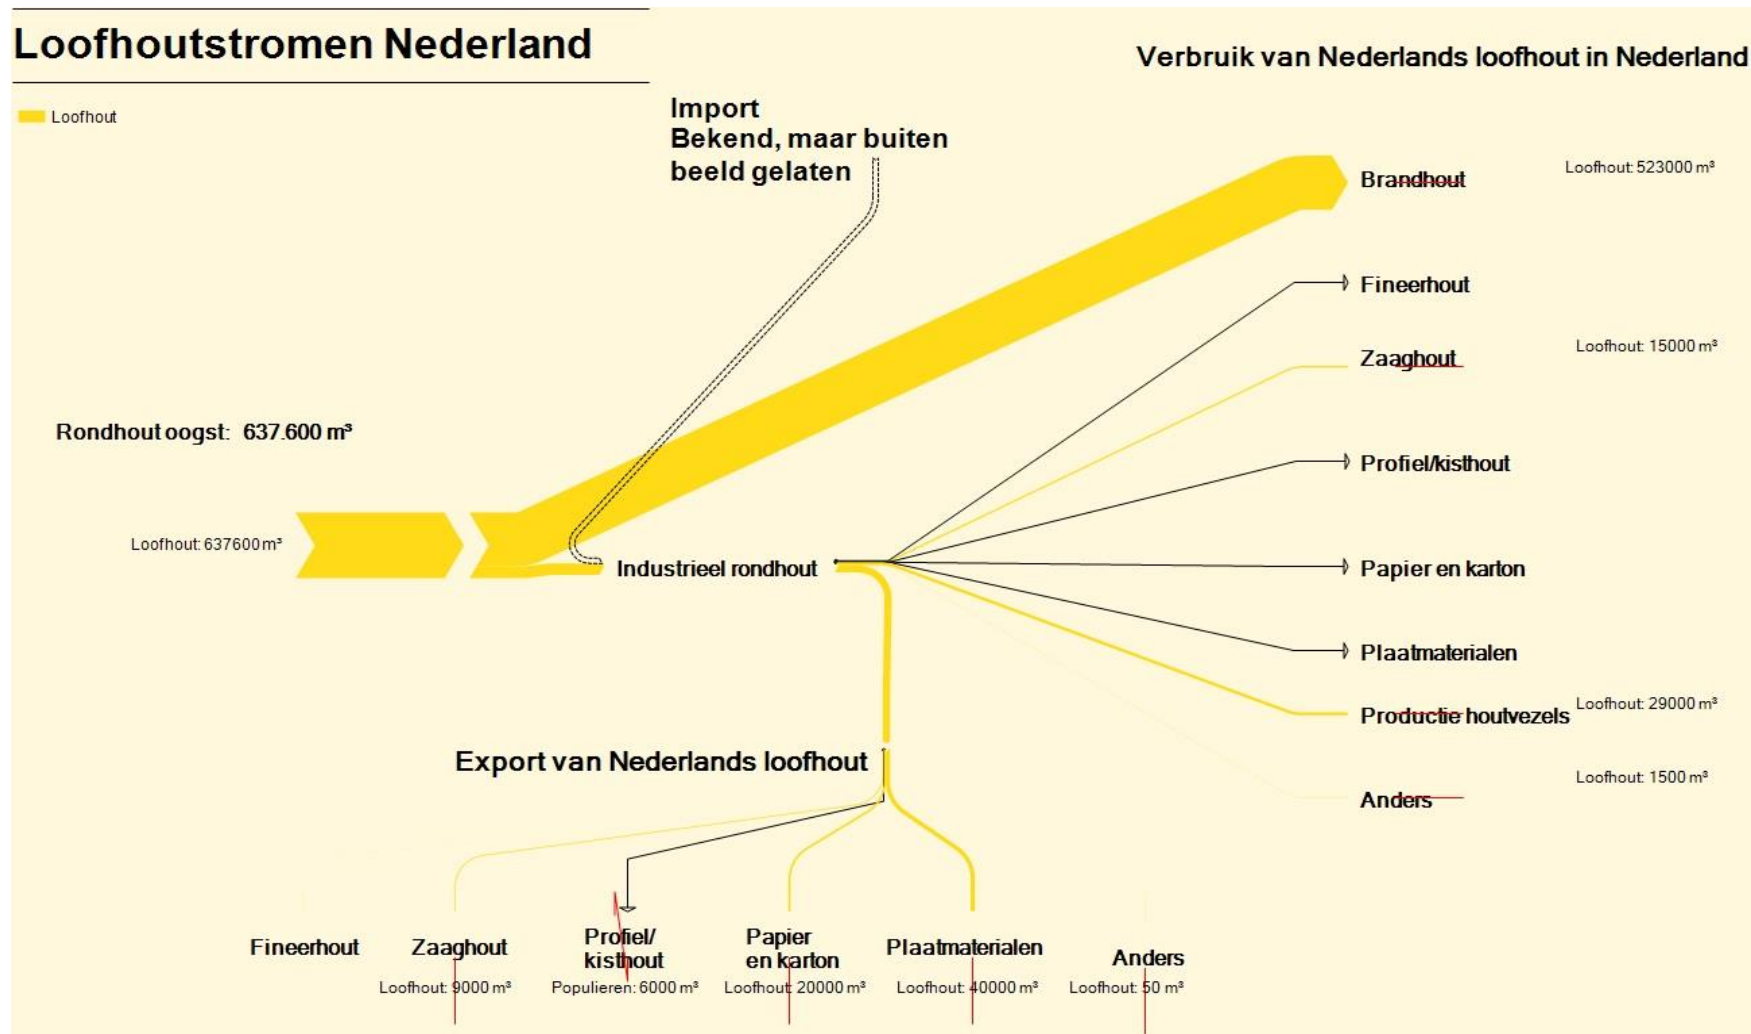 Loofhoutstromen Nederland
Verbruik van Nederlands loofhout in Nederland
Loofhout
Import
Bekend, maar buiten
beeld gelaten
Brandhout
Loofhout: 523000 m³
Fineerhout
Zaaghout
Loofhout: 15000 m³
Rondhout oogst: 637.600 m³
Profiel/kisthout
Loofhout: 637600 m³
Industrieel rondhout
Papier en karton
Plaatmaterialen
Productie houtvezels
Loofhout: 29000 m³
Export van Nederlands loofhout
Anders
Loofhout: 1500 m³
Fineerhout
Zaaghout
Loofhout: 9000 m³
Profiel/
kisthout
Populieren: 6000 m³
Papier
en karton
Loofhout: 20000 m³
Plaatmaterialen
Loofhout: 40000 m³
Anders
Loofhout: 50 m³